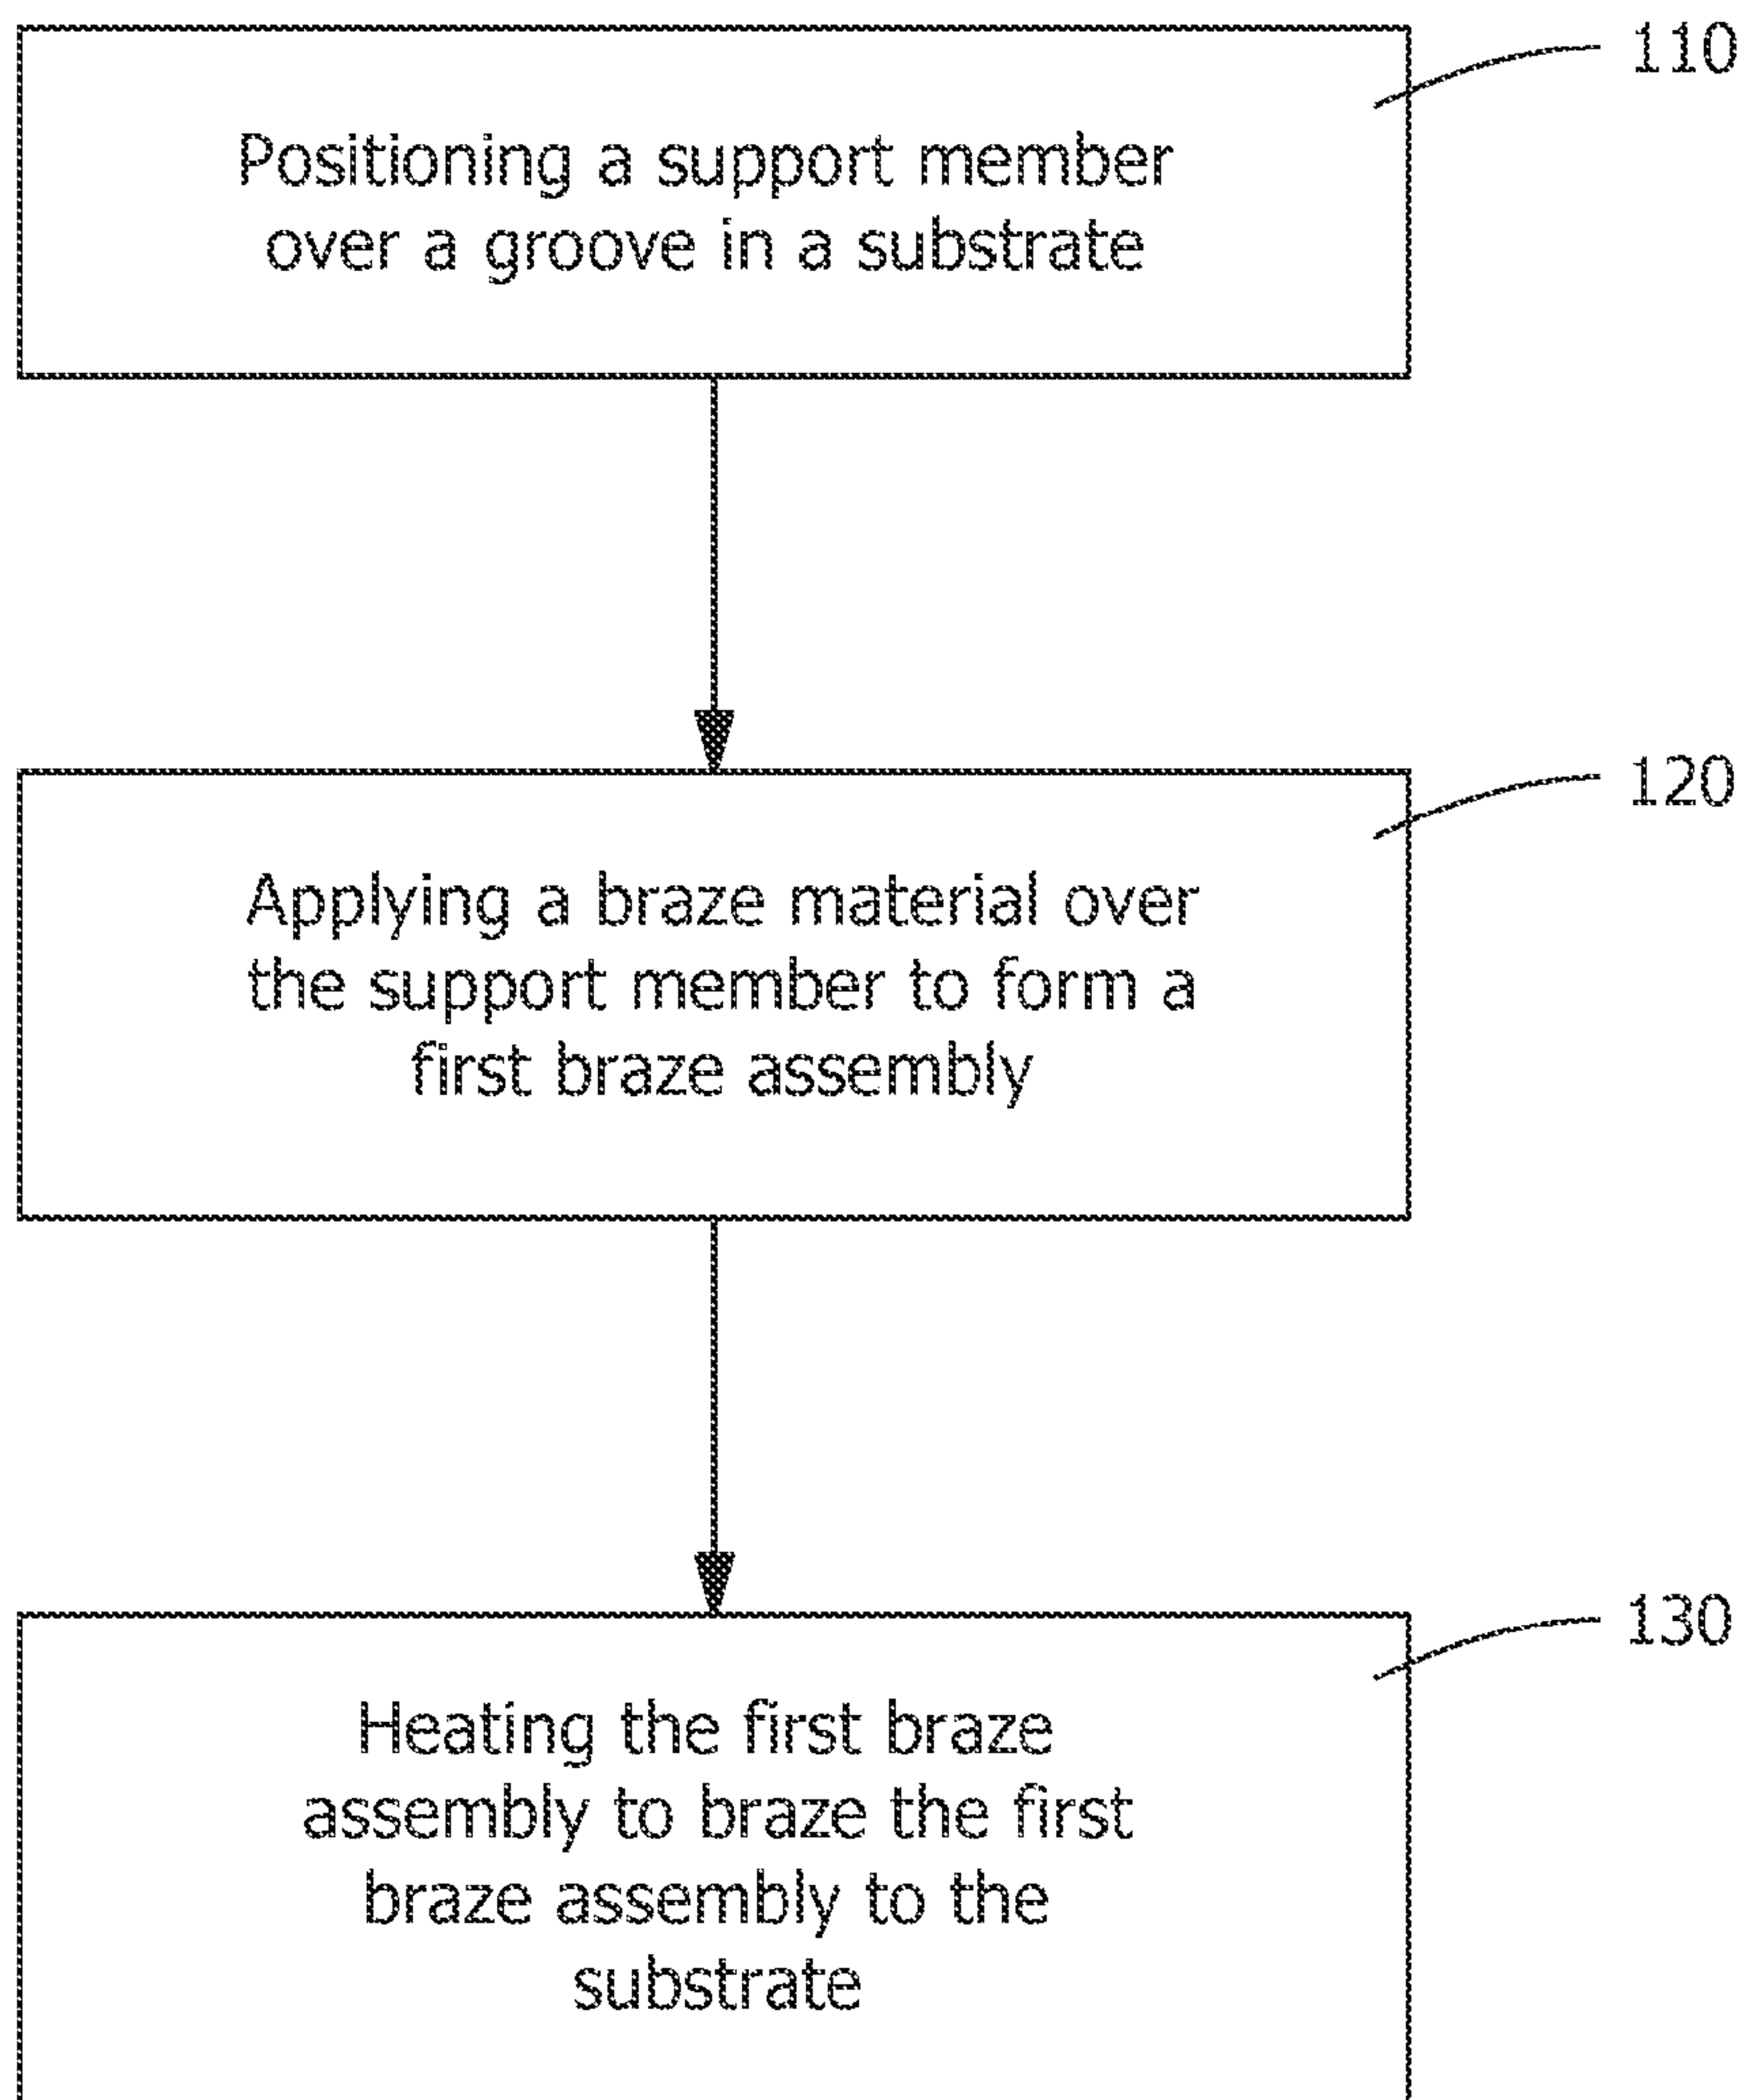 110
Positioning a support member
over a groove in a substrate
120
Applying a braze material over
the support member to form a
first braze assembly
130
Heating the first braze
assembly to braze the first
braze assembly to the
substrate